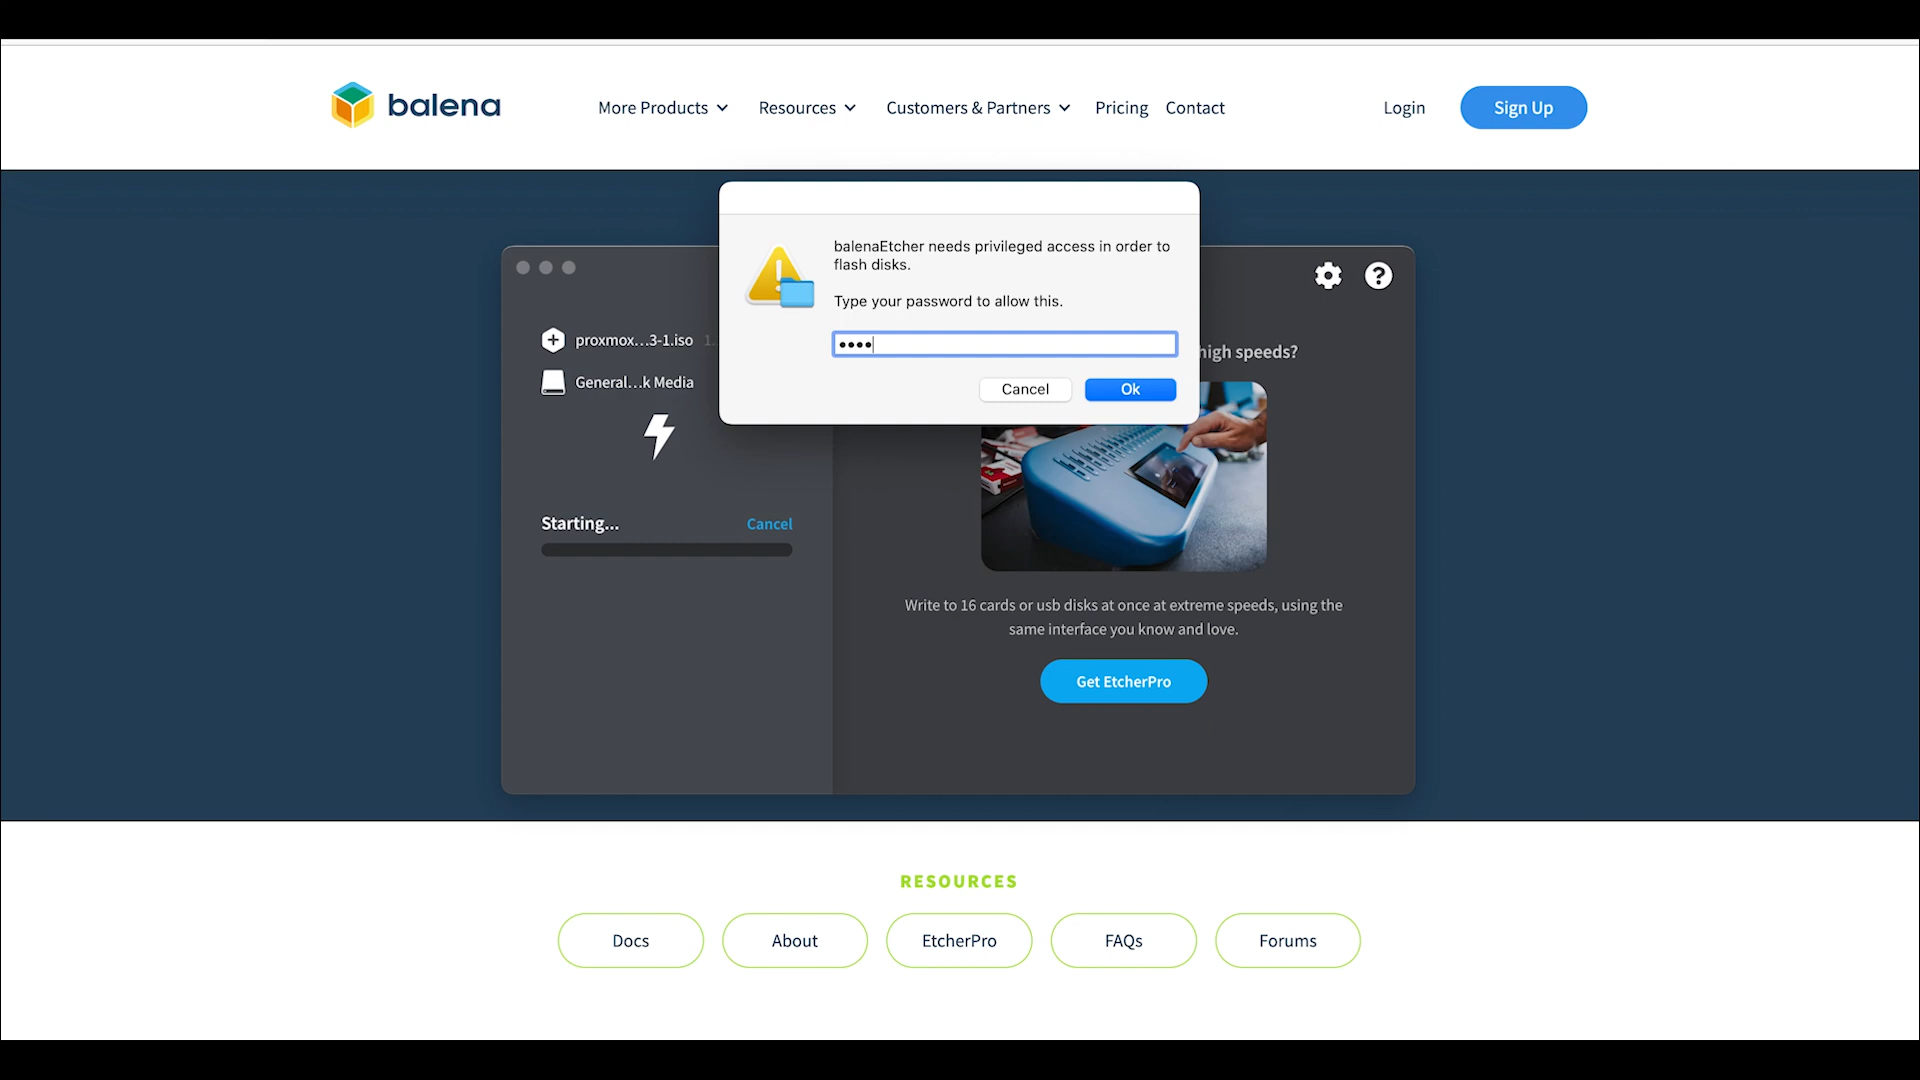 balena
More Products
Resources
Customers & Partners
Pricing
Contact
Login
Sign Up
balenaEtcher needs privileged access in order to
flash disks.
Type your password to allow this.
••••
Cancel
Ok
proxmox...3-1.iso
1...
General...k Media
high speeds?
Starting...
Cancel
Write to 16 cards or usb disks at once at extreme speeds, using the
same interface you know and love.
Get EtcherPro
RESOURCES
Docs
About
EtcherPro
FAQs
Forums